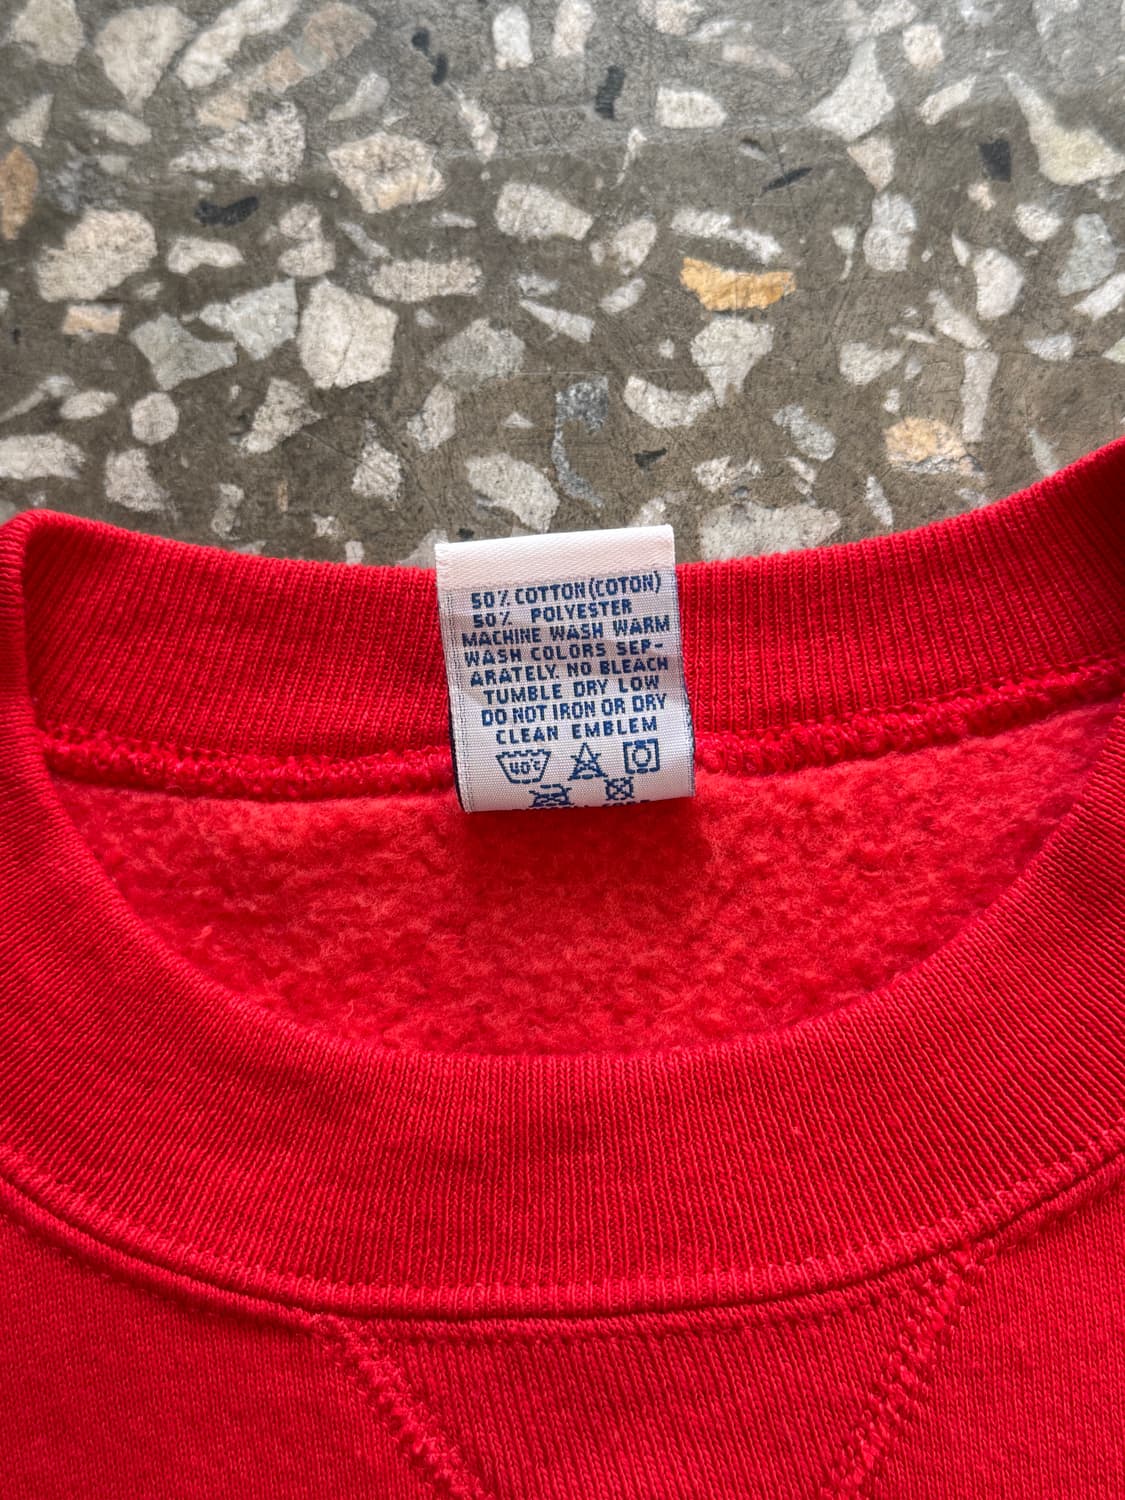 50% COTTON (COTON)
50% POLYESTER
MACHINE WASH WARM
WASH COLORS SEP-
ARATELY. NO BLEACH
TUMBLE DRY LOW
DO NOT IRON OR DRY
CLEAN EMBLEM
40°C